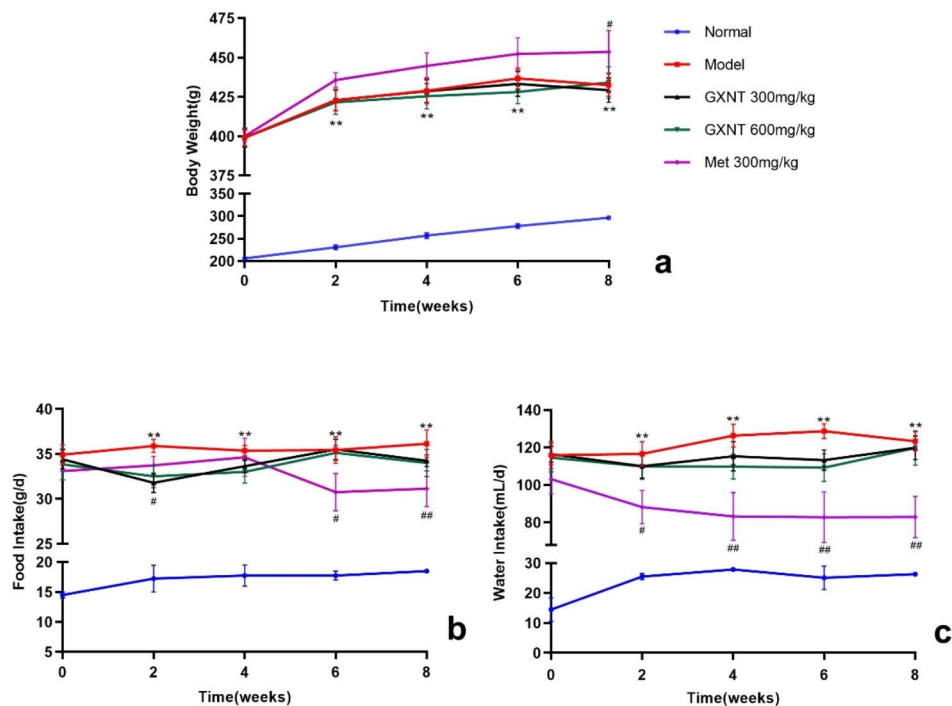 475
450
425
400
375
350
300
250
200
Body Weight(g)
#
** ** ** **
0 2 4 6 8
Time(weeks)
Normal
Model
GXNT 300mg/kg
GXNT 600mg/kg
Met 300mg/kg
a
35
30
25
20
15
10
5
Food Intake(g/d)
** ** ** **
# # ##
0 2 4 6 8
Time(weeks)
b
140
120
100
80
60
30
20
10
0
Water Intake(mL/d)
** ** ** **
# ## ## ##
0 2 4 6 8
Time(weeks)
c